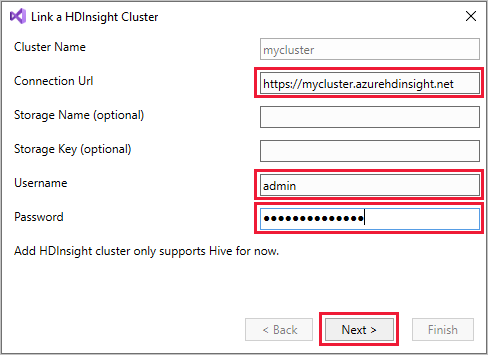 Link a HDInsight Cluster
Cluster Name mycluster
Connection Url https://mycluster.azurehdinsight.net
Storage Name (optional)
Storage Key (optional)
Username admin
Password ●●●●●●●●●●●●●●
Add HDInsight cluster only supports Hive for now.
< Back Next > Finish